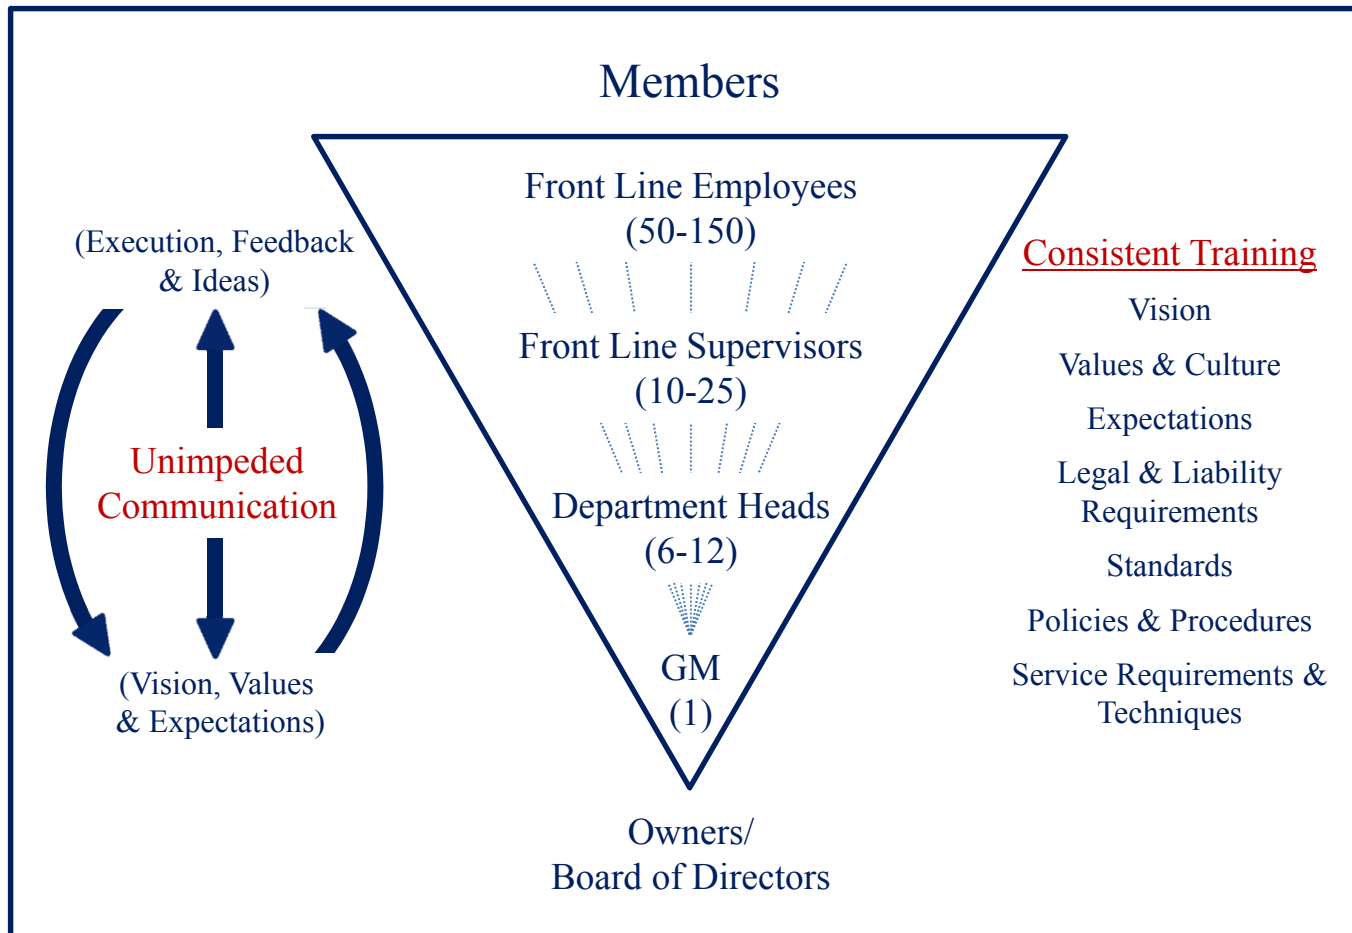 Members
Front Line Employees
(50-150)
Front Line Supervisors
(10-25)
Department Heads
(6-12)
GM
(1)
Owners/
Board of Directors
(Execution, Feedback
& Ideas)
Unimpeded
Communication
(Vision, Values
& Expectations)
Consistent Training
Vision
Values & Culture
Expectations
Legal & Liability
Requirements
Standards
Policies & Procedures
Service Requirements &
Techniques